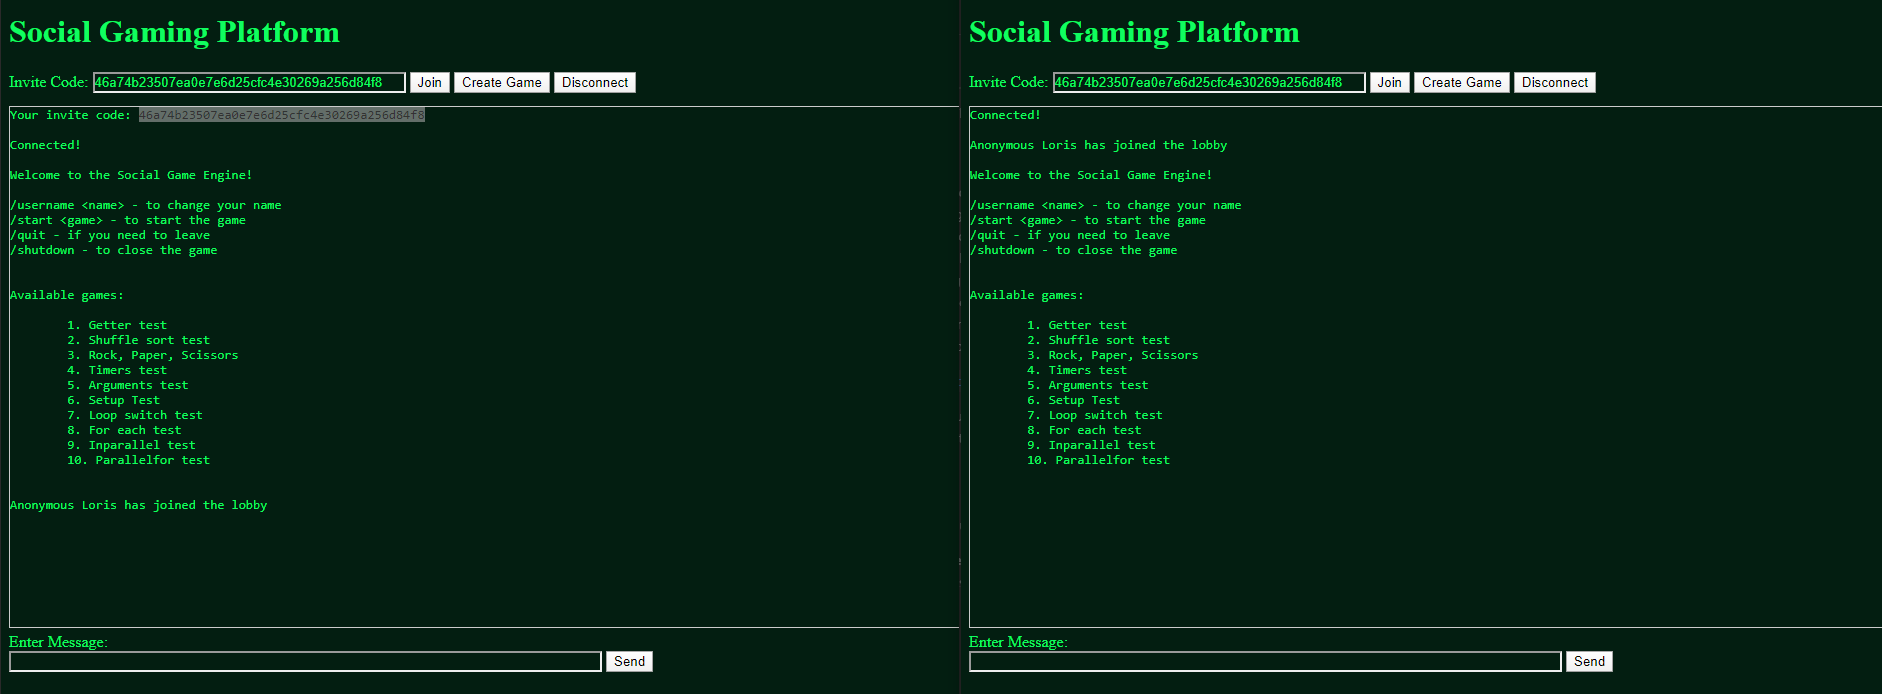 Social Gaming Platform
Invite Code: 46a74b23507ea0e7e6d25cfc4e30269a256d84f8 Join Create Game Disconnect
Your invite code: 46a74b23507ea0e7e6d25cfc4e30269a256d84f8
Connected!
Welcome to the Social Game Engine!
/username <name> - to change your name
/start <game> - to start the game
/quit - if you need to leave
/shutdown - to close the game
Available games:
1. Getter test
2. Shuffle sort test
3. Rock, Paper, Scissors
4. Timers test
5. Arguments test
6. Setup Test
7. Loop switch test
8. For each test
9. Inparallel test
10. Parallelfor test
Anonymous Loris has joined the lobby
Enter Message:
Send
Social Gaming Platform
Invite Code: 46a74b23507ea0e7e6d25cfc4e30269a256d84f8 Join Create Game Disconnect
Connected!
Anonymous Loris has joined the lobby
Welcome to the Social Game Engine!
/username <name> - to change your name
/start <game> - to start the game
/quit - if you need to leave
/shutdown - to close the game
Available games:
1. Getter test
2. Shuffle sort test
3. Rock, Paper, Scissors
4. Timers test
5. Arguments test
6. Setup Test
7. Loop switch test
8. For each test
9. Inparallel test
10. Parallelfor test
Enter Message:
Send